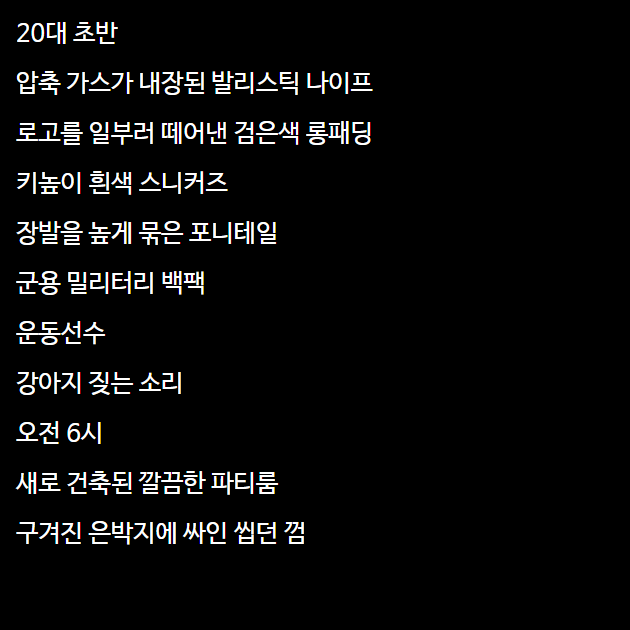 20대 초반
압축 가스가 내장된 발리스틱 나이프
로고를 일부러 떼어낸 검은색 롱패딩
키높이 흰색 스니커즈
장발을 높게 묶은 포니테일
군용 밀리터리 백팩
운동선수
강아지 짖는 소리
오전 6시
새로 건축된 깔끔한 파티룸
구겨진 은박지에 싸인 씹던 껌